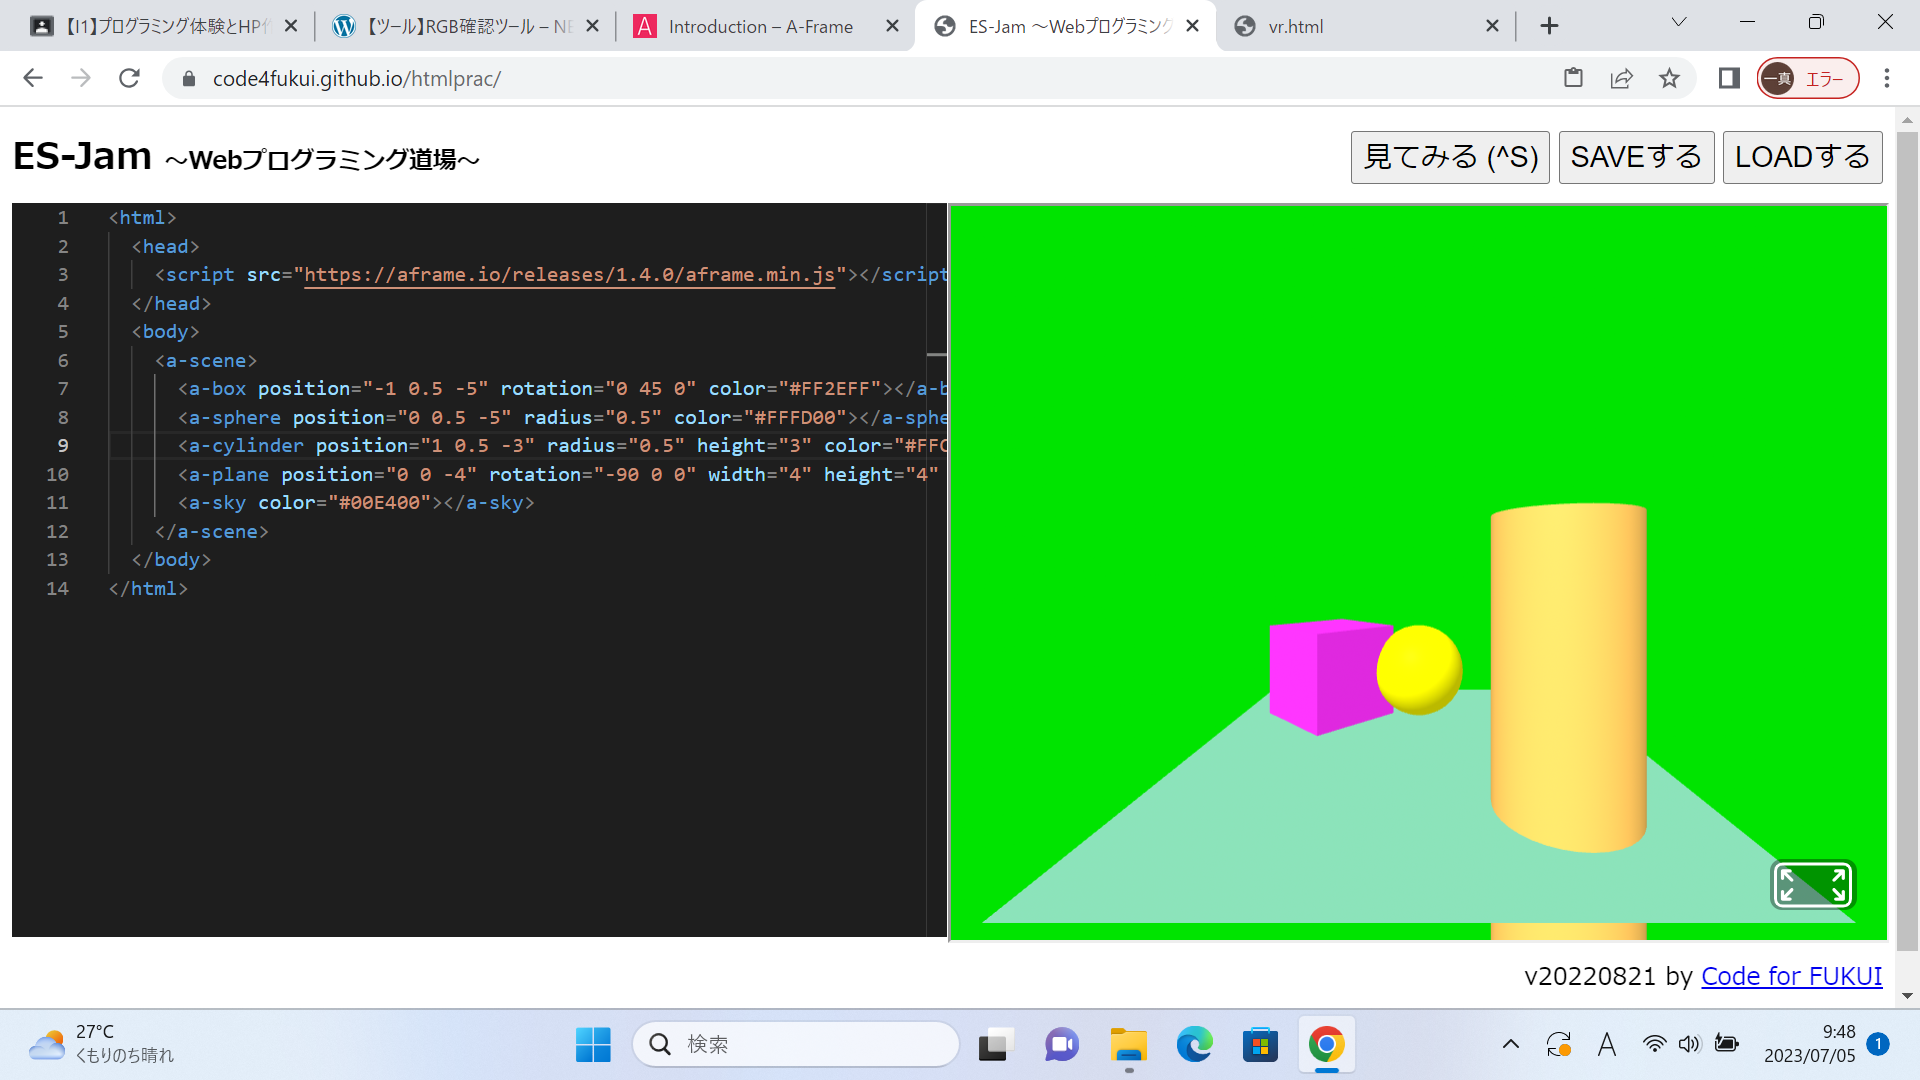 【I1】プログラミング体験とHP作
【ツール】RGB確認ツール – NE
Introduction – A-Frame
ES-Jam ～Webプログラミング
vr.html
code4fukui.github.io/htmlprac/
一真 エラー
ES-Jam ～Webプログラミング道場～
見てみる (^S)
SAVEする
LOADする
1 <html>
2 <head>
3 <script src="https://aframe.io/releases/1.4.0/aframe.min.js"></script
4 </head>
5 <body>
6 <a-scene>
7 <a-box position="-1 0.5 -5" rotation="0 45 0" color="#FF2EFF"></a-b
8 <a-sphere position="0 0.5 -5" radius="0.5" color="#FFFD00"></a-sphe
9 <a-cylinder position="1 0.5 -3" radius="0.5" height="3" color="#FFC
10 <a-plane position="0 0 -4" rotation="-90 0 0" width="4" height="4"
11 <a-sky color="#00E400"></a-sky>
12 </a-scene>
13 </body>
14 </html>
v20220821 by Code for FUKUI
27°C
くもりのち晴れ
検索
A
9:48
2023/07/05
1